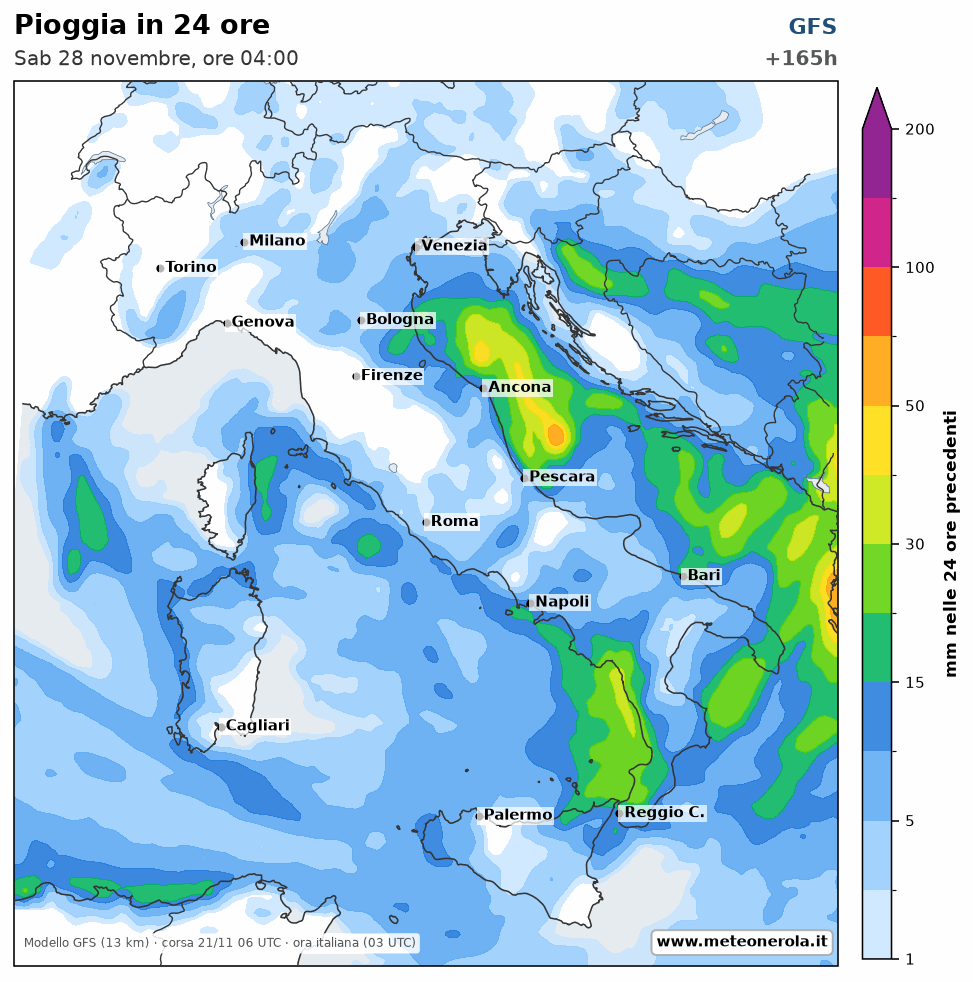 Pioggia in 24 ore
GFS
Sab 28 novembre, ore 04:00
+165h
200
100
50
30
15
5
1
mm nelle 24 ore precedenti
Milano
Venezia
Torino
Genova
Bologna
Firenze
Ancona
Pescara
Roma
Bari
Napoli
Cagliari
Palermo
Reggio C.
Modello GFS (13 km) · corsa 21/11 06 UTC · ora italiana (03 UTC)
www.meteonerola.it